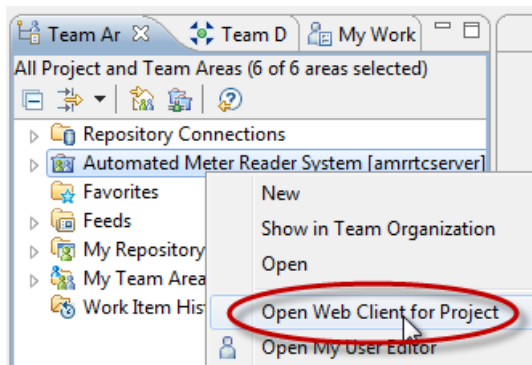 Team Ar Team D My Work
All Project and Team Areas (6 of 6 areas selected)
Repository Connections
Automated Meter Reader System [amrrtcserver]
Favorites
Feeds
My Repository
My Team Area
Work Item His
New
Show in Team Organization
Open
Open Web Client for Project
Open My User Editor